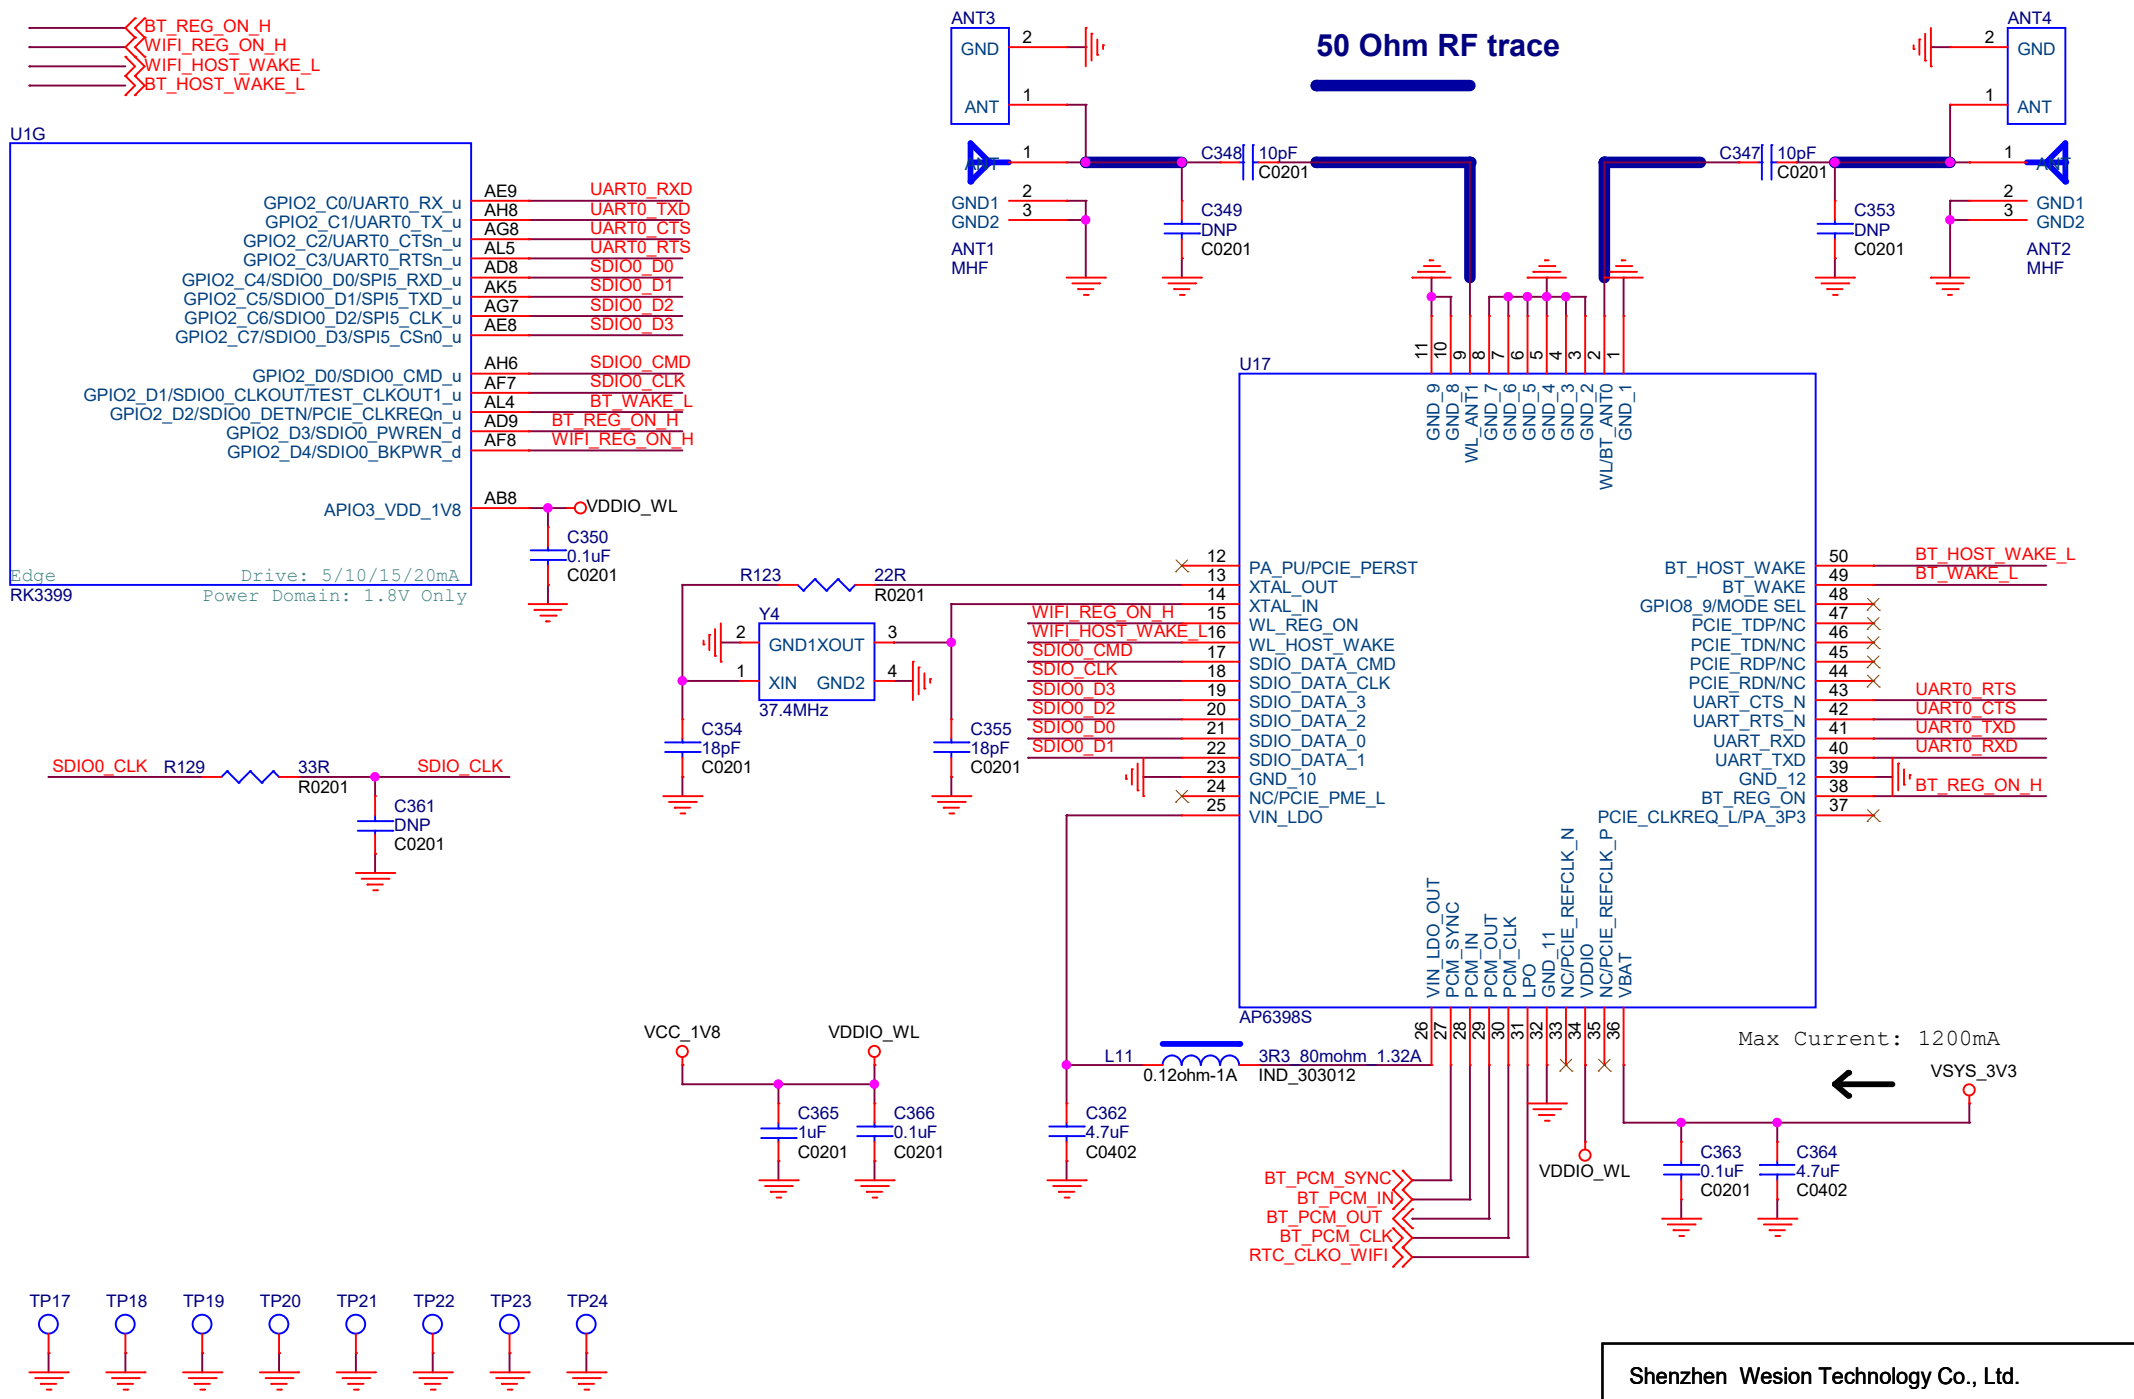 BT_REG_ON_H
WIFI_REG_ON_H
WIFI_HOST_WAKE_L
BT_HOST_WAKE_L
ANT3
GND 2
ANT 1
50 Ohm RF trace
ANT4
2 GND
1 ANT
1
C348 10pF
C0201
GND1 2
GND2 3
ANT1
MHF
C349
DNP
C0201
C347 10pF
C0201
1
2 GND1
3 GND2
ANT2
MHF
C353
DNP
C0201
U1G
GPIO2_C0/UART0_RX_u AE9 UART0_RXD
GPIO2_C1/UART0_TX_u AH8 UART0_TXD
GPIO2_C2/UART0_CTSn_u AG8 UART0_CTS
GPIO2_C3/UART0_RTSn_u AL5 UART0_RTS
GPIO2_C4/SDIO0_D0/SPI5_RXD_u AD8 SDIO0_D0
GPIO2_C5/SDIO0_D1/SPI5_TXD_u AK5 SDIO0_D1
GPIO2_C6/SDIO0_D2/SPI5_CLK_u AG7 SDIO0_D2
GPIO2_C7/SDIO0_D3/SPI5_CSn0_u AE8 SDIO0_D3
GPIO2_D0/SDIO0_CMD_u AH6 SDIO0_CMD
GPIO2_D1/SDIO0_CLKOUT/TEST_CLKOUT1_u AF7 SDIO0_CLK
GPIO2_D2/SDIO0_DETN/PCIE_CLKREQn_u AL4 BT_WAKE_L
GPIO2_D3/SDIO0_PWREN_d AD9 BT_REG_ON_H
GPIO2_D4/SDIO0_BKPWR_d AF8 WIFI_REG_ON_H
APIO3_VDD_1V8 AB8 VDDIO_WL
C350
0.1uF
C0201
Edge Drive: 5/10/15/20mA
RK3399 Power Domain: 1.8V Only
U17
11 10 9 8 7 6 5 4 3 2 1
GND_9
GND_8
WL_ANT1
GND_7
GND_6
GND_5
GND_4
GND_3
GND_2
WL/BT_ANT0
GND_1
R123 22R
R0201
Y4
2 GND1 XOUT 3
1 XIN GND2 4
37.4MHz
C354
18pF
C0201
C355
18pF
C0201
12 PA_PU/PCIE_PERST
13 XTAL_OUT
14 XTAL_IN
WIFI_REG_ON_H 15 WL_REG_ON
WIFI_HOST_WAKE_L 16 WL_HOST_WAKE
SDIO0_CMD 17 SDIO_DATA_CMD
SDIO_CLK 18 SDIO_DATA_CLK
SDIO0_D3 19 SDIO_DATA_3
SDIO0_D2 20 SDIO_DATA_2
SDIO0_D0 21 SDIO_DATA_0
SDIO0_D1 22 SDIO_DATA_1
23 GND_10
24 NC/PCIE_PME_L
25 VIN_LDO
BT_HOST_WAKE 50 BT_HOST_WAKE_L
BT_WAKE 49 BT_WAKE_L
GPIO8_9/MODE SEL 48
PCIE_TDP/NC 47
PCIE_TDN/NC 46
PCIE_RDP/NC 45
PCIE_RDN/NC 44
UART_CTS_N 43 UART0_RTS
UART_RTS_N 42 UART0_CTS
UART_RXD 41 UART0_TXD
UART_TXD 40 UART0_RXD
GND_12 39
BT_REG_ON 38 BT_REG_ON_H
PCIE_CLKREQ_L/PA_3P3 37
SDIO0_CLK R129 33R SDIO_CLK
R0201
C361
DNP
C0201
VIN_LDO_OUT
PCM_SYNC
PCM_IN
PCM_OUT
PCM_CLK
LPO
GND_11
NC/PCIE_REFCLK_N
VDDIO
NC/PCIE_REFCLK_P
VBAT
26 27 28 29 30 31 32 33 34 35 36
AP6398S
VCC_1V8 VDDIO_WL
C365
1uF
C0201
C366
0.1uF
C0201
L11 3R3_80mohm_1.32A
0.12ohm-1A IND_303012
C362
4.7uF
C0402
Max Current: 1200mA
VSYS_3V3
C363
0.1uF
C0201
C364
4.7uF
C0402
VDDIO_WL
BT_PCM_SYNC
BT_PCM_IN
BT_PCM_OUT
BT_PCM_CLK
RTC_CLKO_WIFI
TP17 TP18 TP19 TP20 TP21 TP22 TP23 TP24
Shenzhen Wesion Technology Co., Ltd.